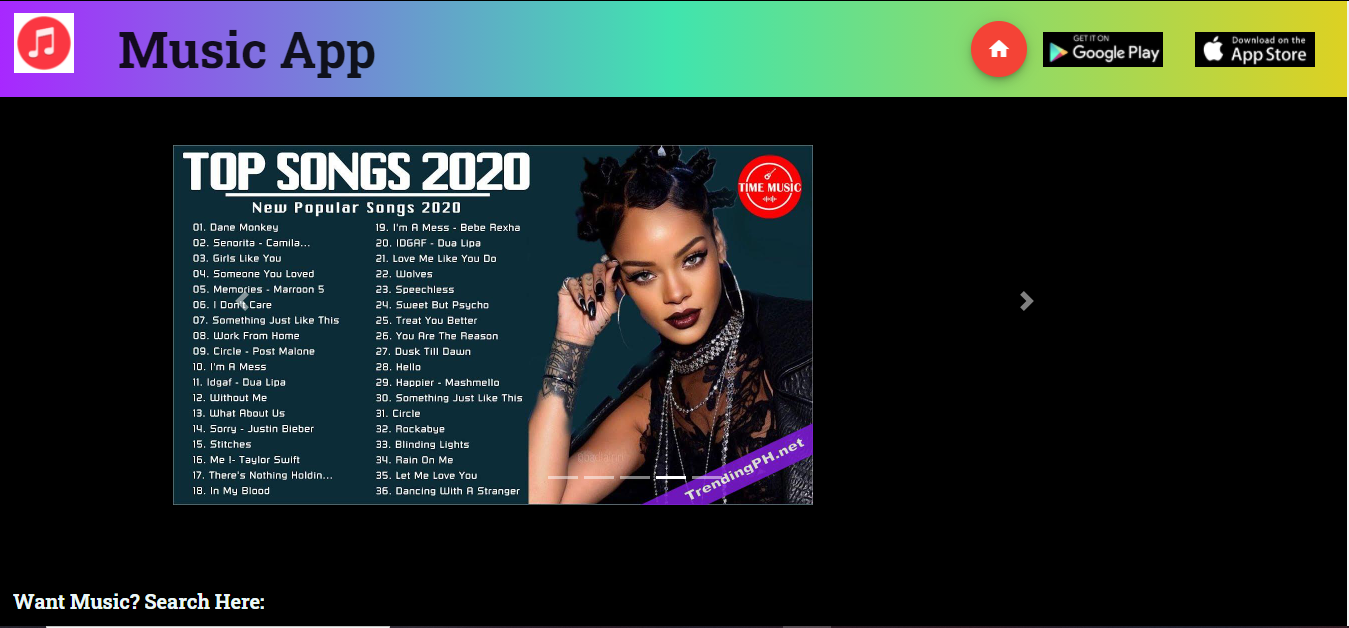 Music App
GET IT ON
Google Play
Download on the
App Store
TOP SONGS 2020
New Popular Songs 2020
01. Dane Monkey
02. Senorita - Camila...
03. Girls Like You
04. Someone You Loved
05. Memories - Marroon 5
06. I Don't Care
07. Something Just Like This
08. Work From Home
09. Circle - Post Malone
10. I'm A Mess
11. Idgaf - Dua Lipa
12. Without Me
13. What About Us
14. Sorry - Justin Bieber
15. Stitches
16. Me !- Taylor Swift
17. There's Nothing Holdin...
18. In My Blood
19. I'm A Mess - Bebe Rexha
20. IDGAF - Dua Lipa
21. Love Me Like You Do
22. Wolves
23. Speechless
24. Sweet But Psycho
25. Treat You Better
26. You Are The Reason
27. Dusk Till Dawn
28. Hello
29. Happier - Mashmello
30. Something Just Like This
31. Circle
32. Rockabye
33. Blinding Lights
34. Rain On Me
35. Let Me Love You
36. Dancing With A Stranger
TIME MUSIC
TrendingPH.net
Want Music? Search Here: